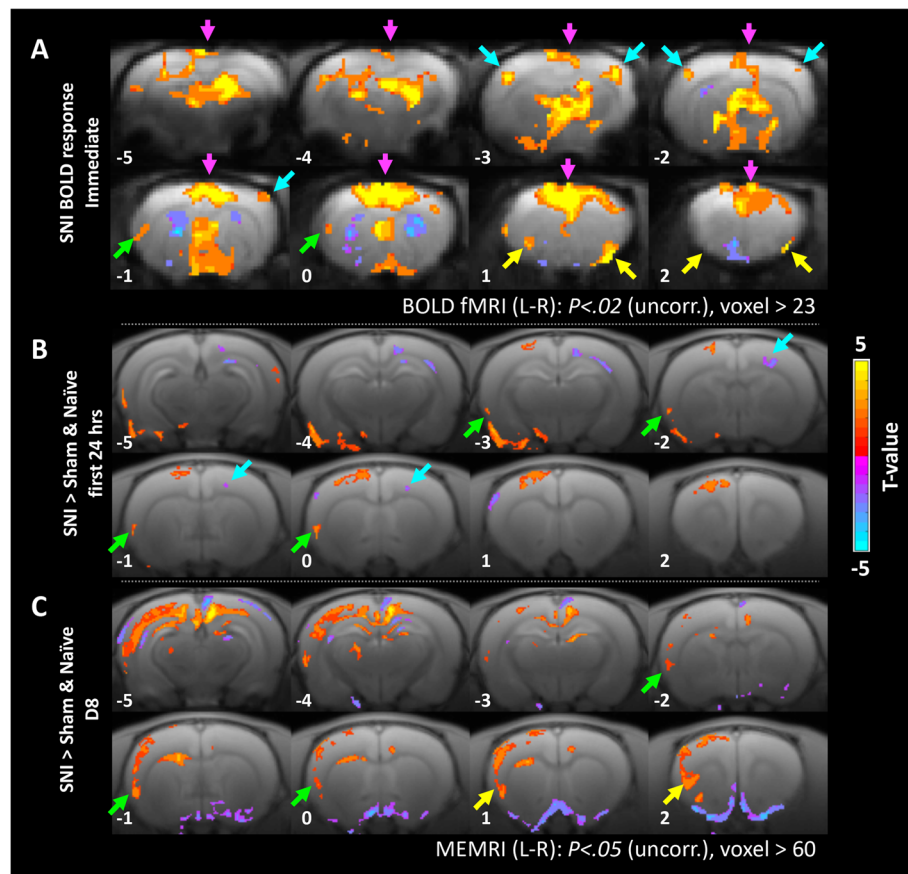 A
SNI BOLD response
Immediate
-5
-4
-3
-2
-1
0
1
2
BOLD fMRI (L-R): P<.02 (uncorr.), voxel > 23
B
SNI > Sham & Naïve
first 24 hrs
-5
-4
-3
-2
-1
0
1
2
5
T-value
-5
C
SNI > Sham & Naïve
D8
-5
-4
-3
-2
-1
0
1
2
MEMRI (L-R): P<.05 (uncorr.), voxel > 60